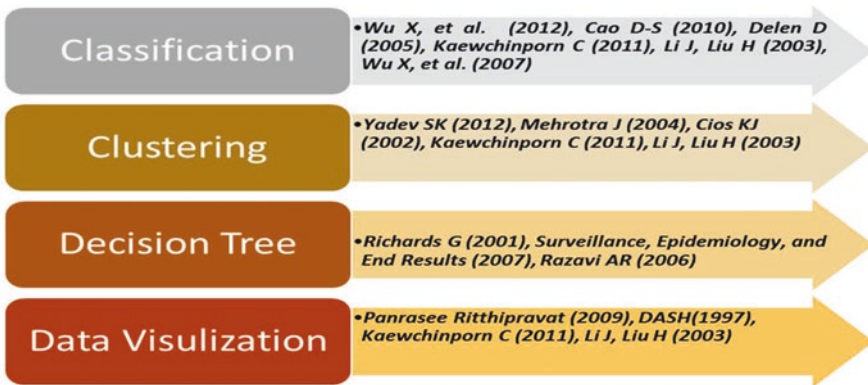 Classification
•Wu X, et al. (2012), Cao D-S (2010), Delen D
(2005), Kaewchinporn C (2011), Li J, Liu H (2003),
Wu X, et al. (2007)
Clustering
•Yadev SK (2012), Mehrotra J (2004), Cios KJ
(2002), Kaewchinporn C (2011), Li J, Liu H (2003)
Decision Tree
•Richards G (2001), Surveillance, Epidemiology, and
End Results (2007), Razavi AR (2006)
Data Visulization
•Panrasee Ritthipravat (2009), DASH(1997),
Kaewchinporn C (2011), Li J, Liu H (2003)